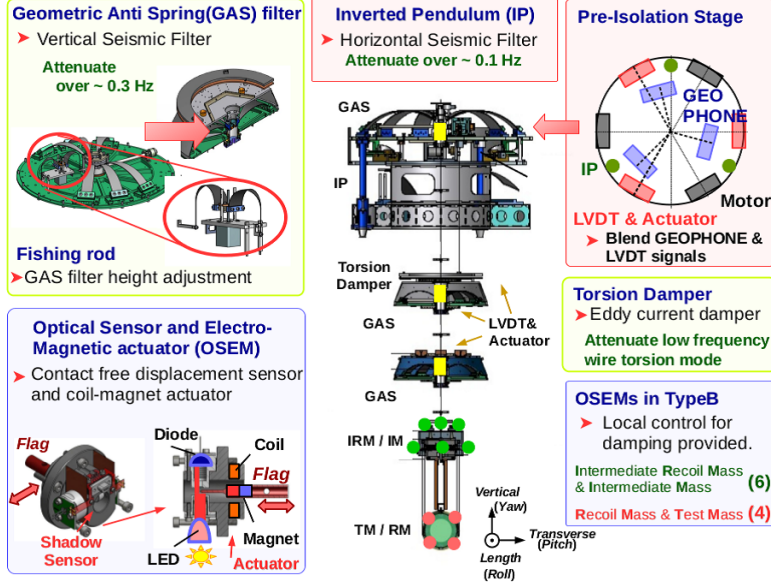 Geometric Anti Spring(GAS) filter
➤ Vertical Seismic Filter
Attenuate
over ~ 0.3 Hz
Fishing rod
➤GAS filter height adjustment
Inverted Pendulum (IP)
➤ Horizontal Seismic Filter
Attenuate over ~ 0.1 Hz
GAS
IP
Torsion
Damper
GAS
LVDT&
Actuator
GAS
IRM / IM
TM / RM
Vertical
(Yaw)
Transverse
(Pitch)
Length
(Roll)
Pre-Isolation Stage
GEO
PHONE
IP
Motor
LVDT & Actuator
➤ Blend GEOPHONE &
LVDT signals
Torsion Damper
➤Eddy current damper
Attenuate low frequency
wire torsion mode
Optical Sensor and Electro-
Magnetic actuator (OSEM)
➤ Contact free displacement sensor
and coil-magnet actuator
Flag
Shadow
Sensor
Diode
Coil
Flag
Magnet
LED
Actuator
OSEMs in TypeB
➤ Local control for
damping provided.
Intermediate Recoil Mass
& Intermediate Mass (6)
Recoil Mass & Test Mass (4)